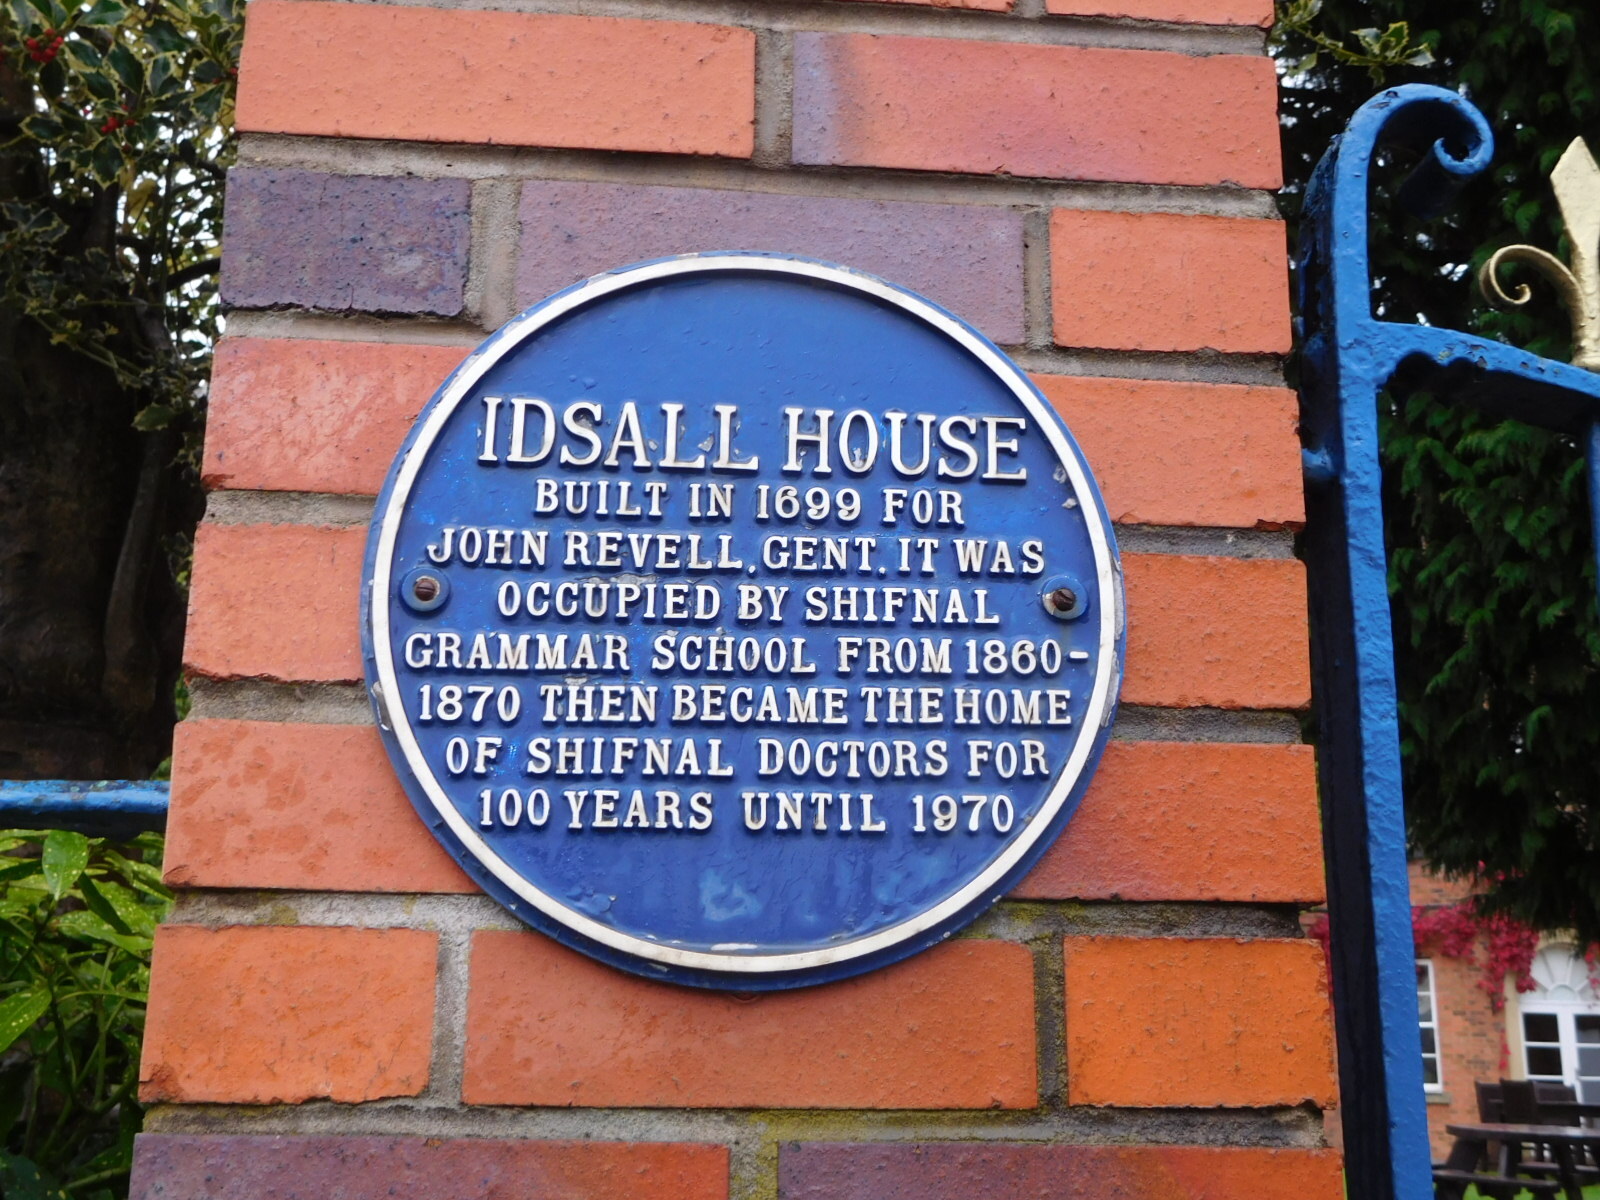 IDSALL HOUSE
BUILT IN 1699 FOR
JOHN REVELL, GENT. IT WAS
OCCUPIED BY SHIFNAL
GRAMMAR SCHOOL FROM 1860-
1870 THEN BECAME THE HOME
OF SHIFNAL DOCTORS FOR
100 YEARS UNTIL 1970